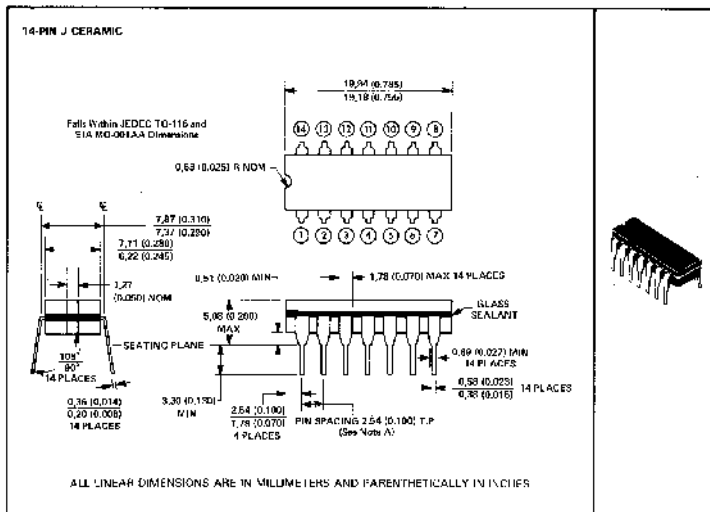 14-PIN J CERAMIC
19,94 (0.785)
19,18 (0.755)
Falls Within JEDEC TO-116 and
EIA MO-001AA Dimensions
14 13 12 11 10 9 8
0,63 (0.025) R NOM
1 2 3 4 5 6 7
℄ ℄
7,87 (0.310)
7,37 (0.290)
7,11 (0.280)
6,22 (0.245)
1,27
(0.050) NOM
0,51 (0.020) MIN
1,78 (0.070) MAX 14 PLACES
5,08 (0.200)
MAX
GLASS
SEALANT
SEATING PLANE
105°
90°
14 PLACES
0,69 (0.027) MIN
14 PLACES
0,36 (0.014)
0,20 (0.008)
14 PLACES
3,30 (0.130)
MIN
2,54 (0.100)
1,78 (0.070)
4 PLACES
PIN SPACING 2.54 (0.100) T.P
(See Note A)
0,58 (0.023)
0,38 (0.015)
14 PLACES
ALL LINEAR DIMENSIONS ARE IN MILLIMETERS AND PARENTHETICALLY IN INCHES